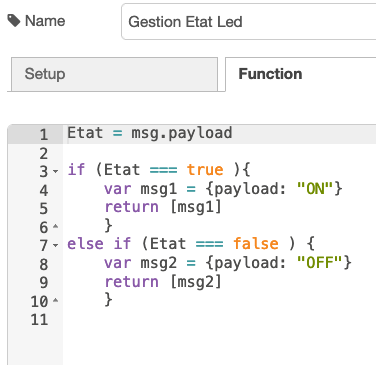 Name
Gestion Etat Led
Setup
Function
1 Etat = msg.payload
2
3 if (Etat === true ){
4     var msg1 = {payload: "ON"}
5     return [msg1]
6     }
7 else if (Etat === false ) {
8     var msg2 = {payload: "OFF"}
9     return [msg2]
10     }
11